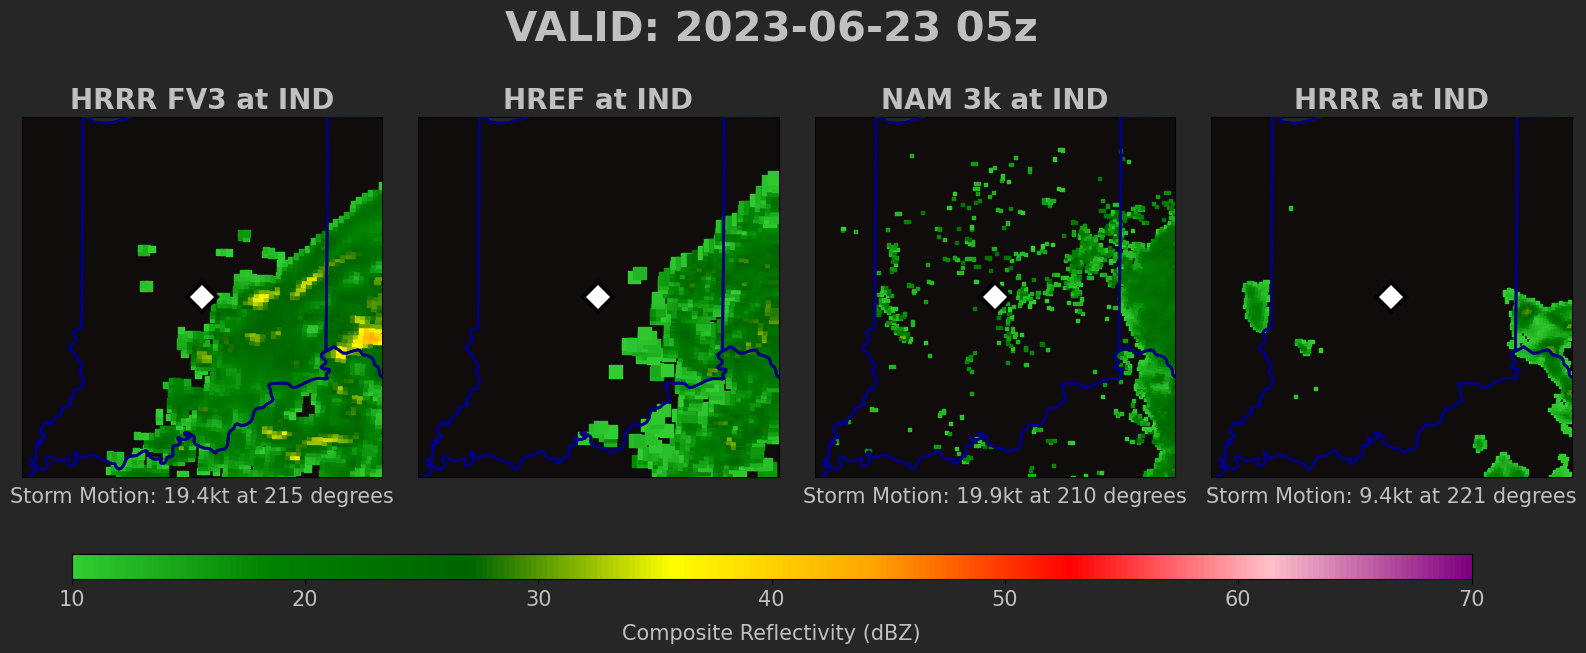 VALID: 2023-06-23 05z
HRRR FV3 at IND
HREF at IND
NAM 3k at IND
HRRR at IND
Storm Motion: 19.4kt at 215 degrees
Storm Motion: 19.9kt at 210 degrees
Storm Motion: 9.4kt at 221 degrees
10 20 30 40 50 60 70
Composite Reflectivity (dBZ)